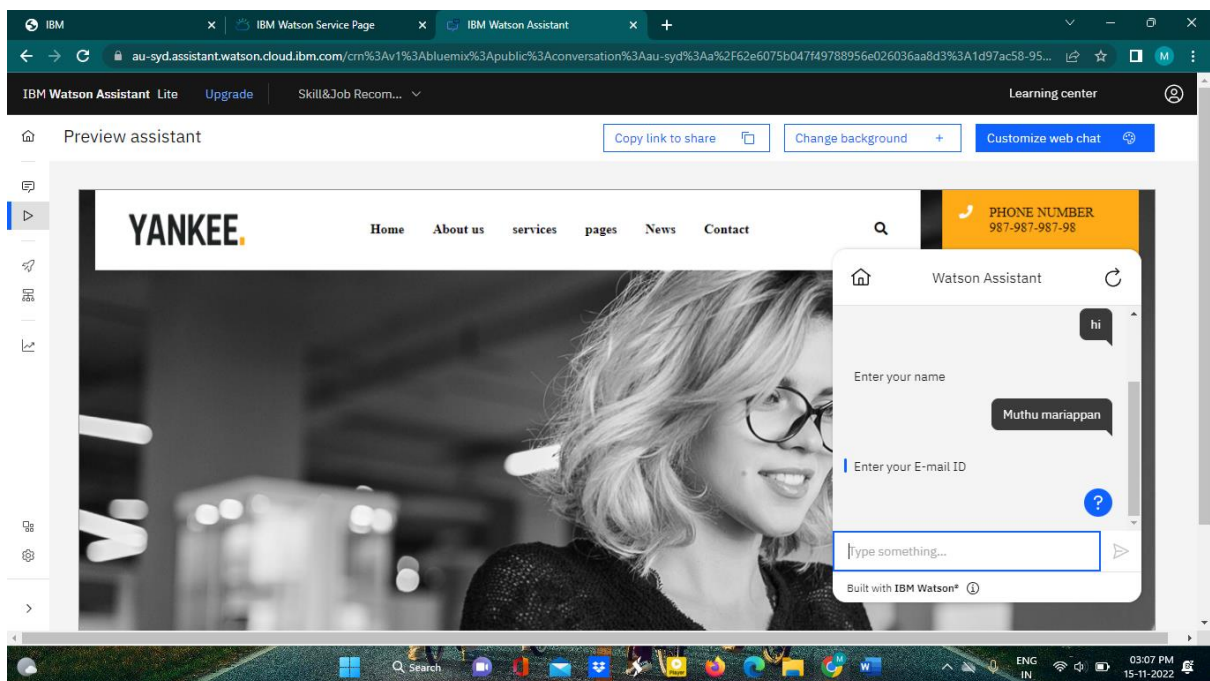 IBM
IBM Watson Service Page
IBM Watson Assistant
au-syd.assistant.watson.cloud.ibm.com/crn%3Av1%3Abluemix%3Apublic%3Aconversation%3Aau-syd%3Aa%2F62e6075b047f49788956e026036aa8d3%3A1d97ac58-95...
M
IBM Watson Assistant Lite Upgrade Skill&Job Recom... Learning center
Preview assistant
Copy link to share
Change background +
Customize web chat
YANKEE.
Home About us services pages News Contact
PHONE NUMBER
987-987-987-98
Watson Assistant
hi
Enter your name
Muthu mariappan
Enter your E-mail ID
?
Type something...
Built with IBM Watson®
Search
ENG
IN
03:07 PM
15-11-2022